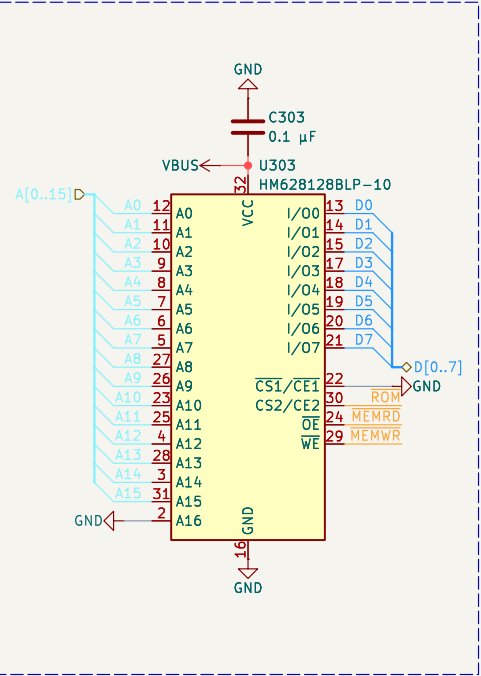 GND
C303
0.1 µF
VBUS
U303
HM628128BLP-10
32
VCC
A[0..15]
A0 12 A0 I/O0 13 D0
A1 11 A1 I/O1 14 D1
A2 10 A2 I/O2 15 D2
A3 9 A3 I/O3 17 D3
A4 8 A4 I/O4 18 D4
A5 7 A5 I/O5 19 D5
A6 6 A6 I/O6 20 D6
A7 5 A7 I/O7 21 D7
A8 27 A8 D[0..7]
A9 26 A9 CS1/CE1 22 GND
A10 23 A10 CS2/CE2 30 ROM
A11 25 A11 OE 24 MEMRD
A12 4 A12 WE 29 MEMWR
A13 28 A13
A14 3 A14
A15 31 A15
GND 2 A16
GND
16
GND